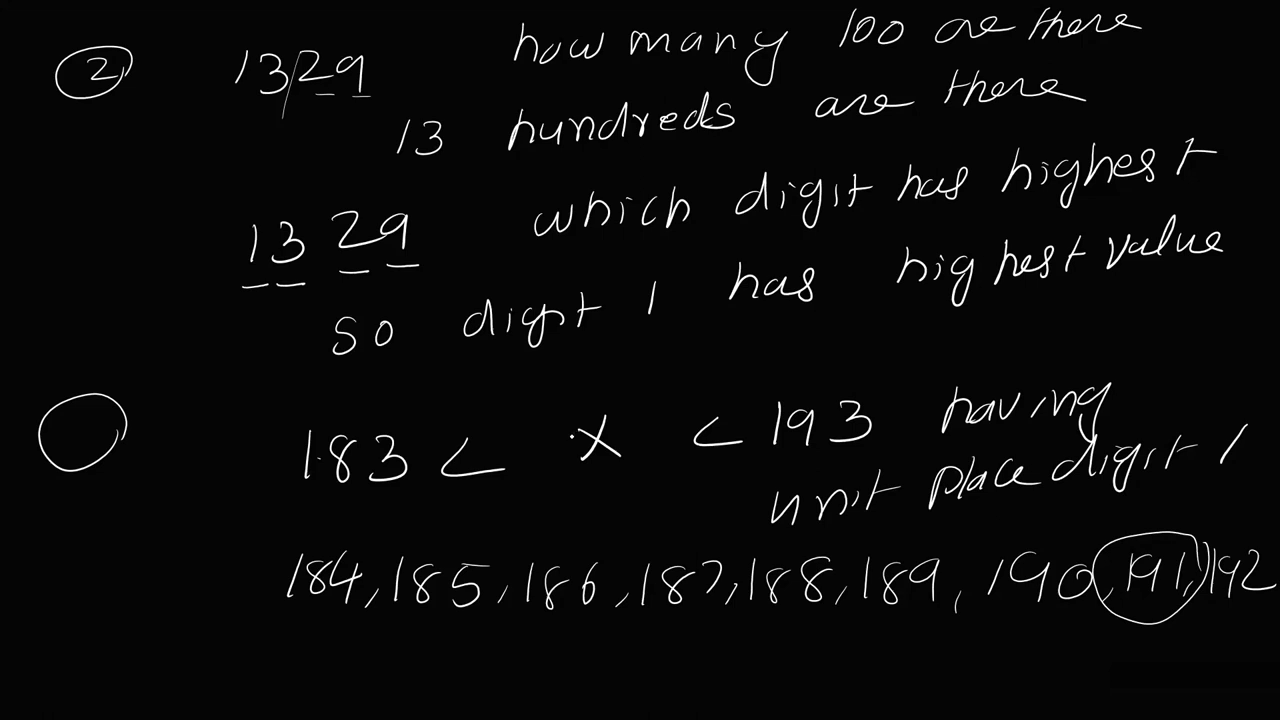 2 1329 how many 100 are there
13 hundreds are there
1329 which digit has highest
so digit 1 has highest value
183 < x < 193 having
unit place digit 1
184, 185, 186, 187, 188, 189, 190, 191, 192